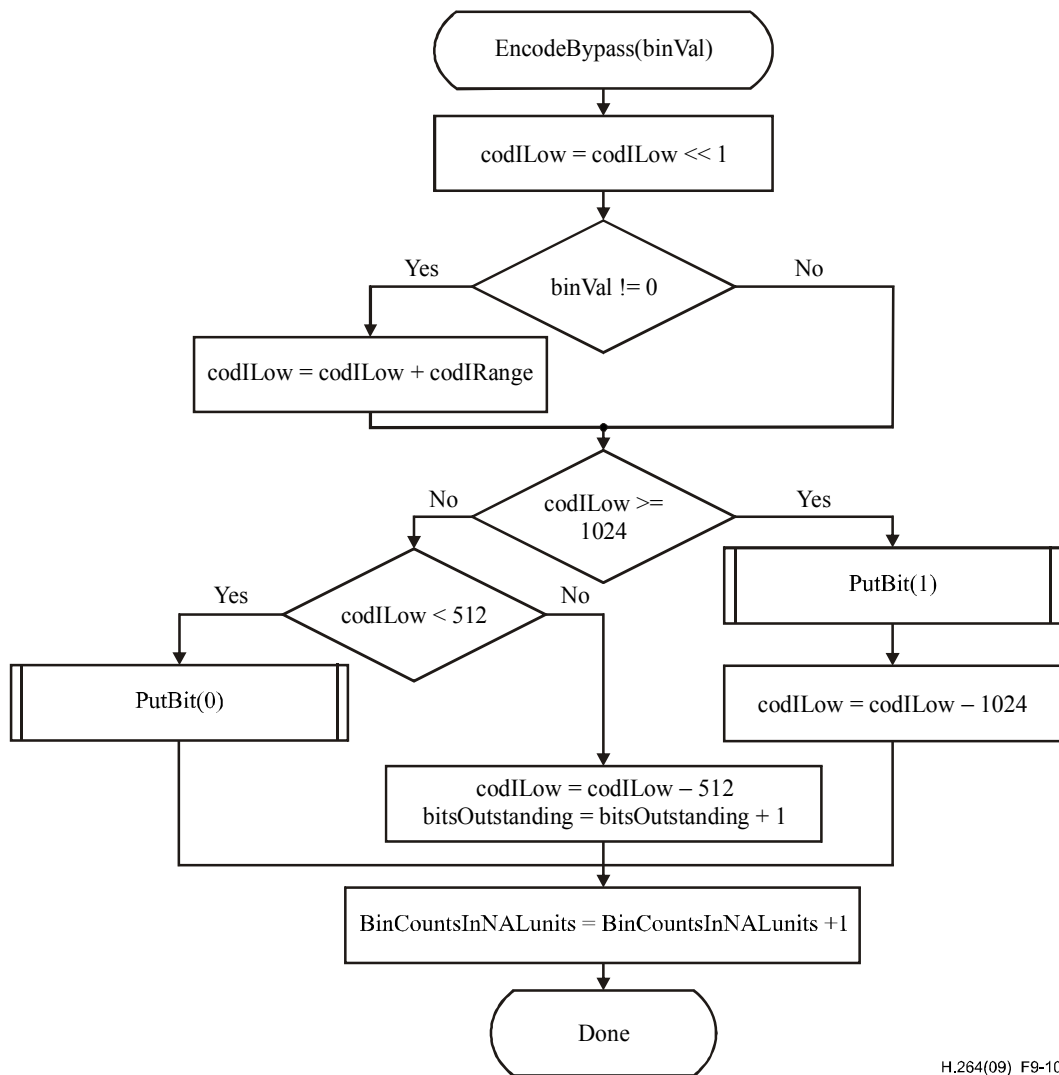 EncodeBypass(binVal)
codILow = codILow << 1
Yes
No
binVal != 0
codILow = codILow + codIRange
No
codILow >=
1024
Yes
PutBit(1)
Yes
No
codILow < 512
PutBit(0)
codILow = codILow – 1024
codILow = codILow – 512
bitsOutstanding = bitsOutstanding + 1
BinCountsInNALunits = BinCountsInNALunits +1
Done
H.264(09)_F9-10